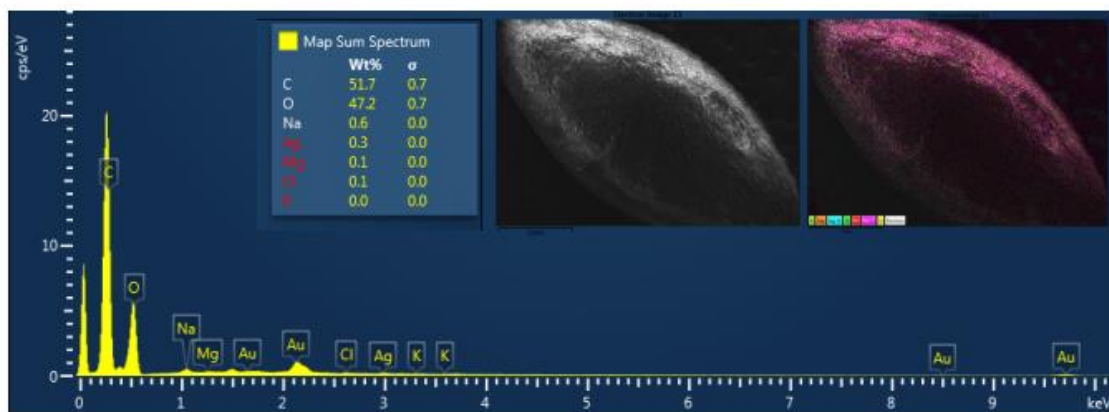 cps/eV
Map Sum Spectrum
Wt% σ
C 51.7 0.7
O 47.2 0.7
Na 0.6 0.0
Ag 0.3 0.0
Mg 0.1 0.0
Cl 0.1 0.0
K 0.0 0.0
20
10
0
C
O
Na
Mg
Au
Au
Cl
Ag
K
K
Au
Au
0 1 2 3 4 5 6 7 8 9 keV